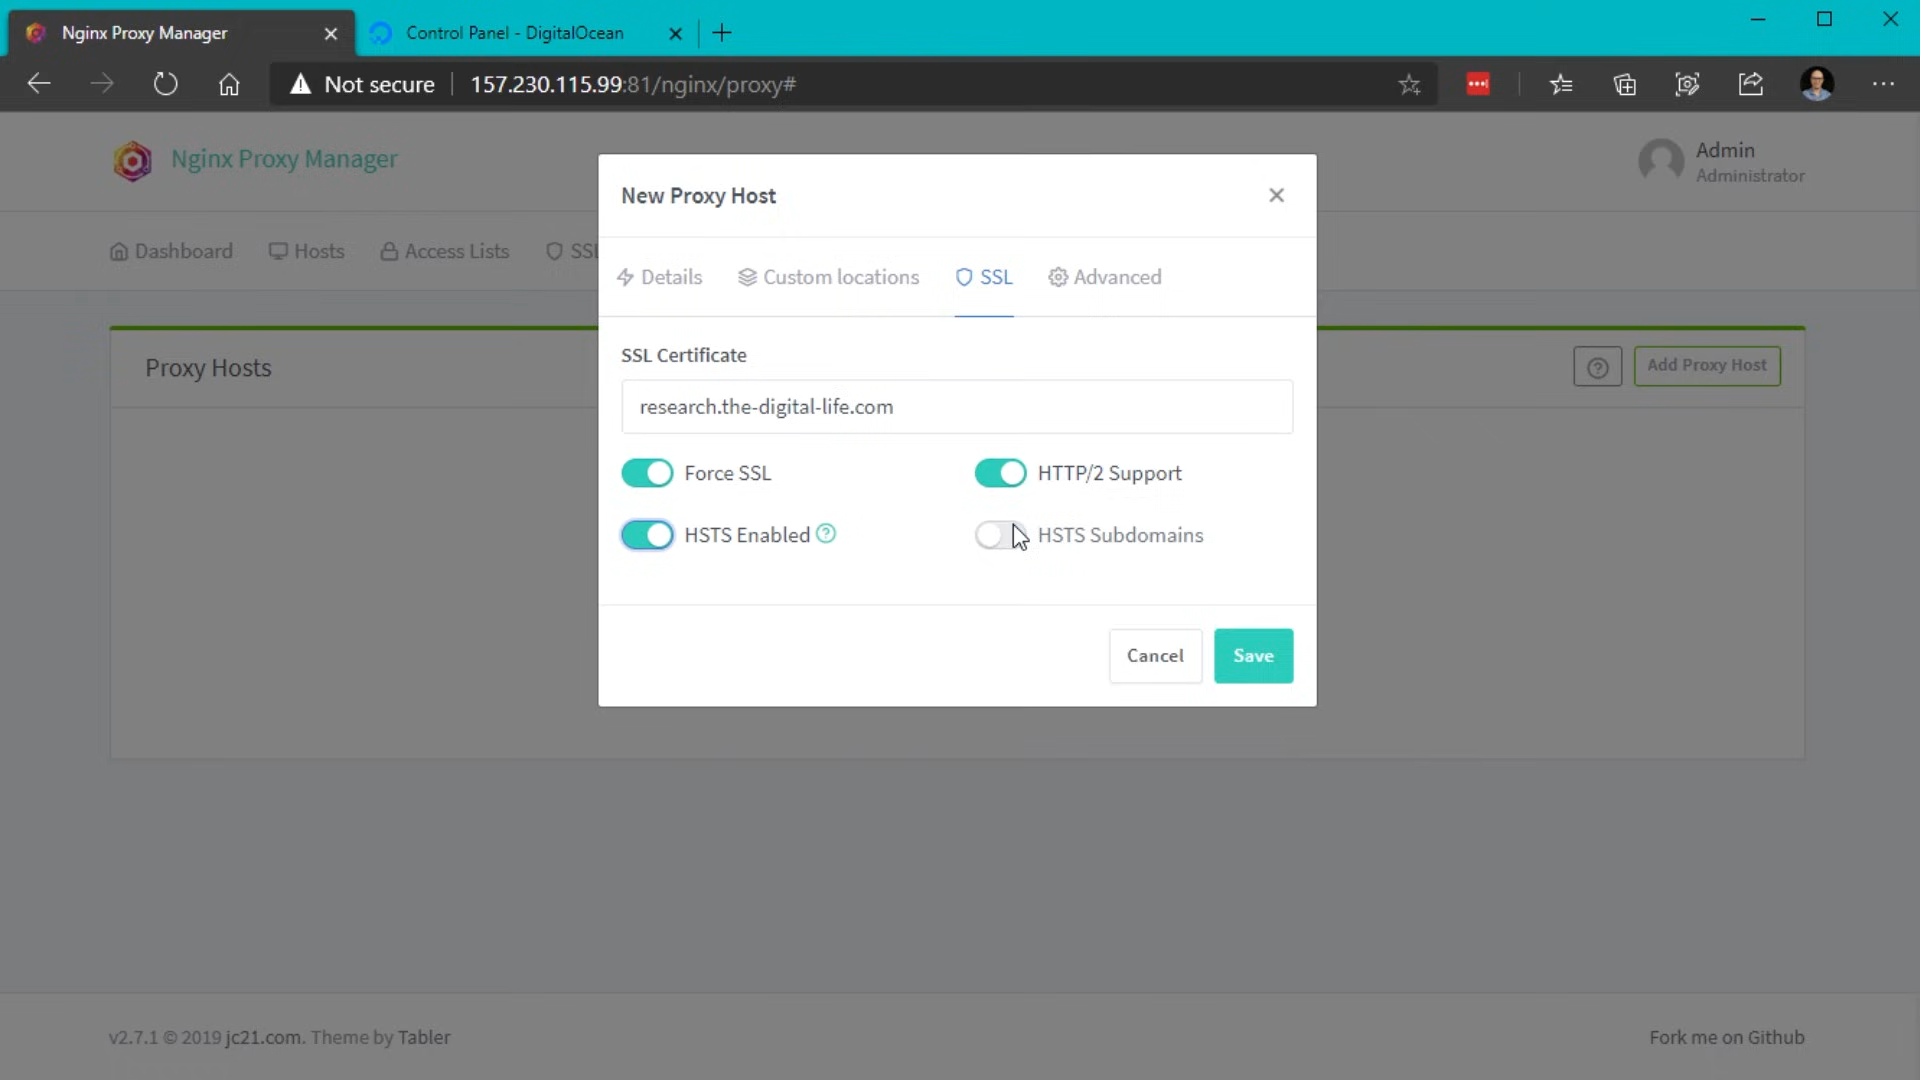 Nginx Proxy Manager
Control Panel - DigitalOcean
Not secure
157.230.115.99:81/nginx/proxy#
Nginx Proxy Manager
Admin
Administrator
Dashboard
Hosts
Access Lists
SSL
New Proxy Host
Details
Custom locations
SSL
Advanced
Proxy Hosts
Add Proxy Host
SSL Certificate
research.the-digital-life.com
Force SSL
HTTP/2 Support
HSTS Enabled
HSTS Subdomains
Cancel
Save
v2.7.1 © 2019 jc21.com. Theme by Tabler
Fork me on Github